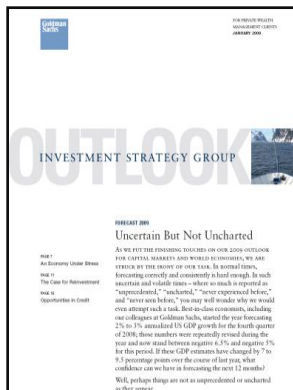 Goldman
Sachs
FOR PRIVATE WEALTH
MANAGEMENT CLIENTS
JANUARY 2009
OUTLOOK
INVESTMENT STRATEGY GROUP
FORECAST 2009
Uncertain But Not Uncharted
AS WE PUT THE FINISHING TOUCHES ON OUR 2009 OUTLOOK
FOR CAPITAL MARKETS AND WORLD ECONOMIES, WE ARE
STRUCK BY THE IRONY OF OUR TASK. In normal times,
forecasting correctly and consistently is hard enough. In such
uncertain and volatile times – where so much is reported as
“unprecedented,” “uncharted,” “never experienced before,”
and “never seen before,” you may well wonder why we would
even attempt such a task. Best-in-class economists, including
our colleagues at Goldman Sachs, started the year forecasting
2% to 3% annualized US GDP growth for the fourth quarter
of 2008; those numbers were repeatedly revised during the
year and now stand between negative 6.5% and negative 5%
for this period. If these GDP estimates have changed by 7 to
9.5 percentage points over the course of last year, what
confidence can we have in forecasting the next 12 months?
Well, perhaps things are not as unprecedented or uncharted
as they appear.
PAGE 7
An Economy Under Stress
PAGE 11
The Case for Reinvestment
Opportunities in Credit